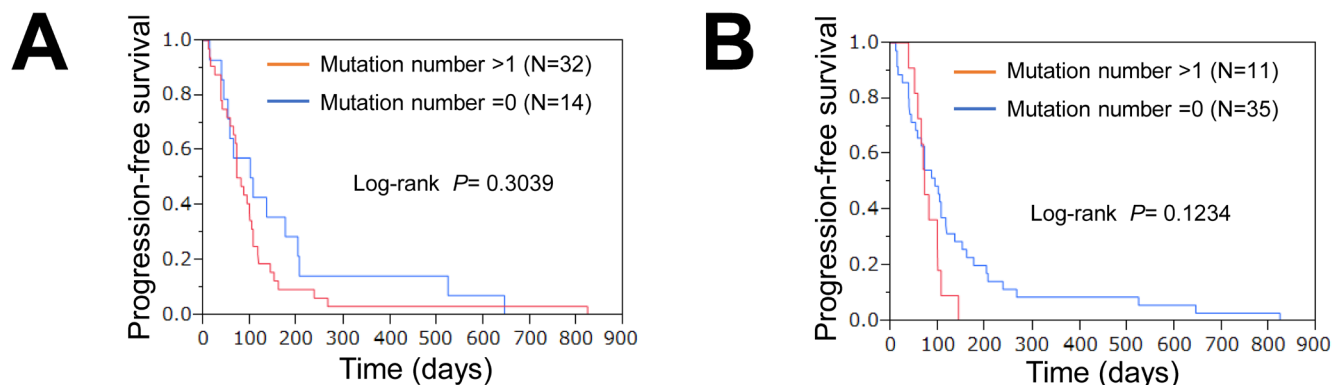 A
Progression-free survival
1.0
0.8
0.6
0.4
0.2
0.0
Mutation number >1 (N=32)
Mutation number =0 (N=14)
Log-rank P= 0.3039
0 100 200 300 400 500 600 700 800 900
Time (days)
B
Progression-free survival
1.0
0.8
0.6
0.4
0.2
0.0
Mutation number >1 (N=11)
Mutation number =0 (N=35)
Log-rank P= 0.1234
0 100 200 300 400 500 600 700 800 900
Time (days)